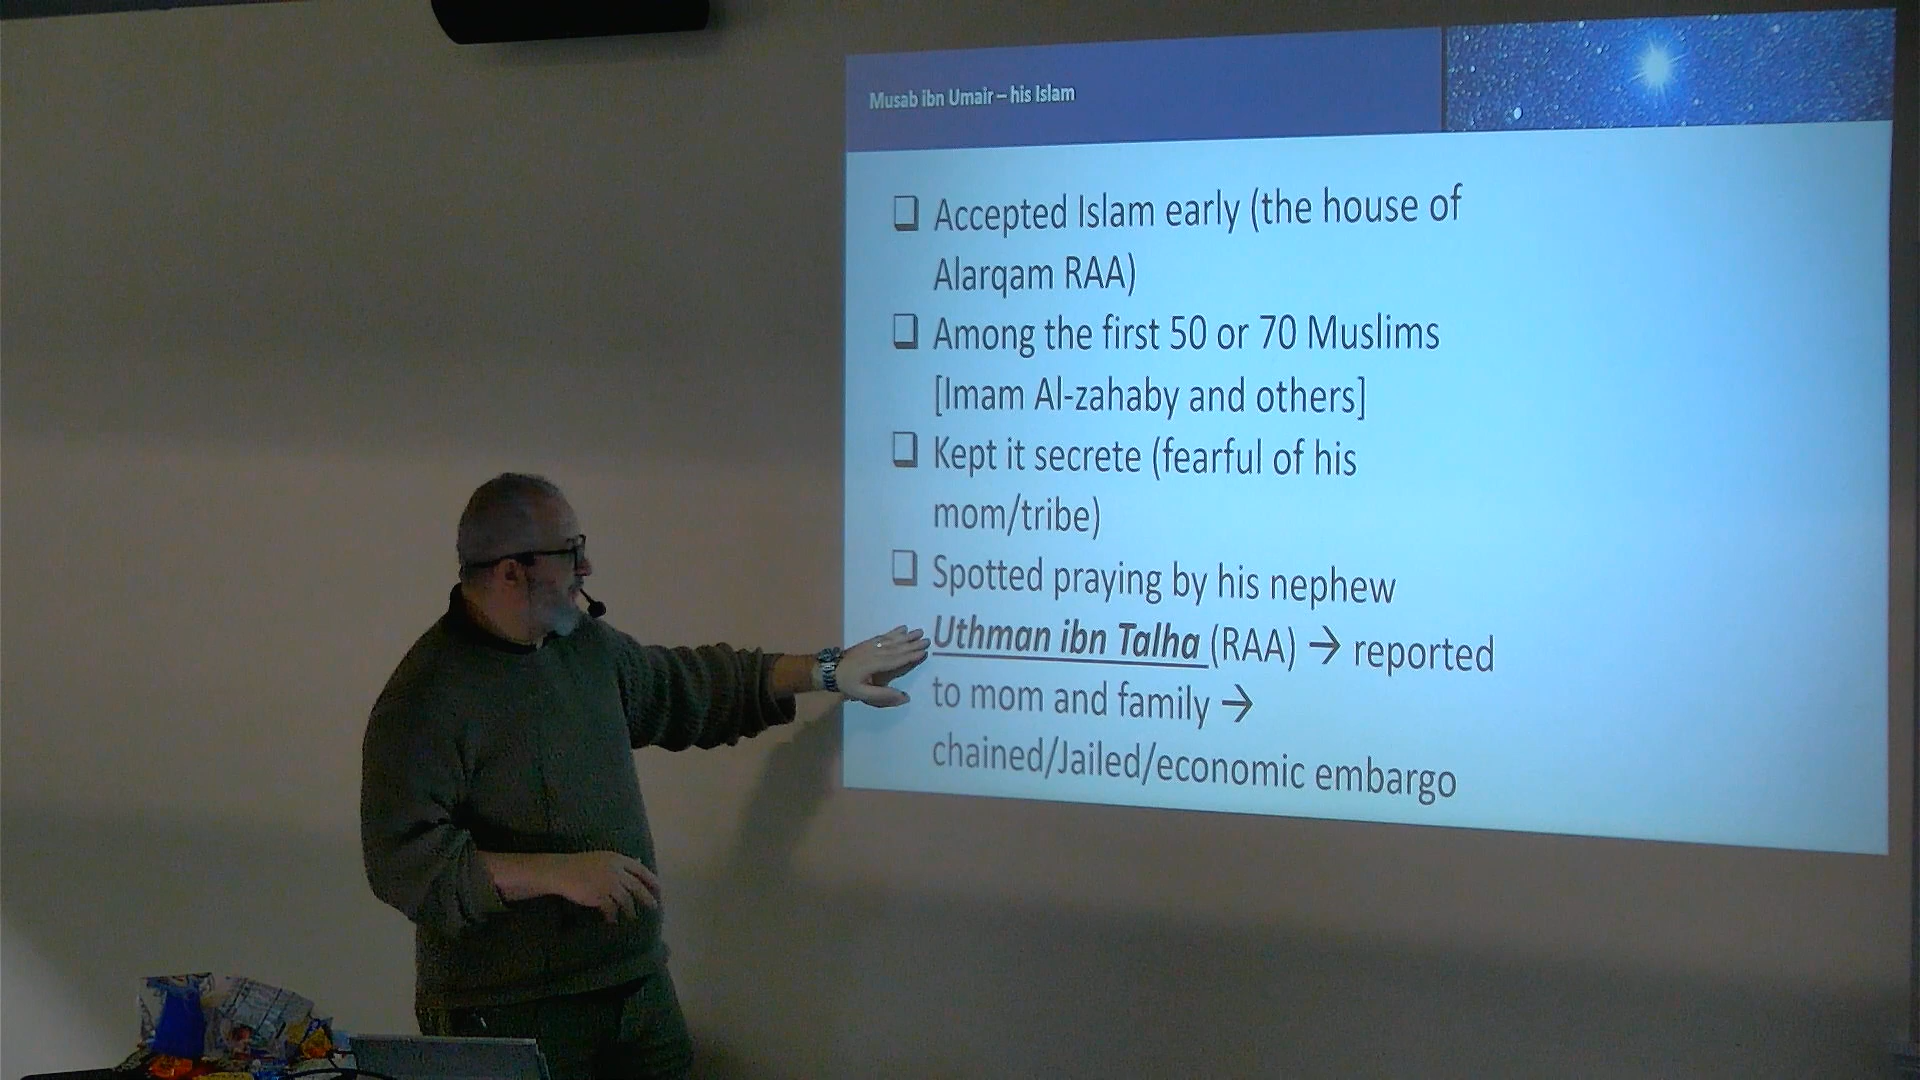 Musab ibn Umair – his Islam
❑ Accepted Islam early (the house of
Alarqam RAA)
❑ Among the first 50 or 70 Muslims
[Imam Al-zahaby and others]
❑ Kept it secrete (fearful of his
mom/tribe)
❑ Spotted praying by his nephew
Uthman ibn Talha (RAA) → reported
to mom and family →
chained/Jailed/economic embargo